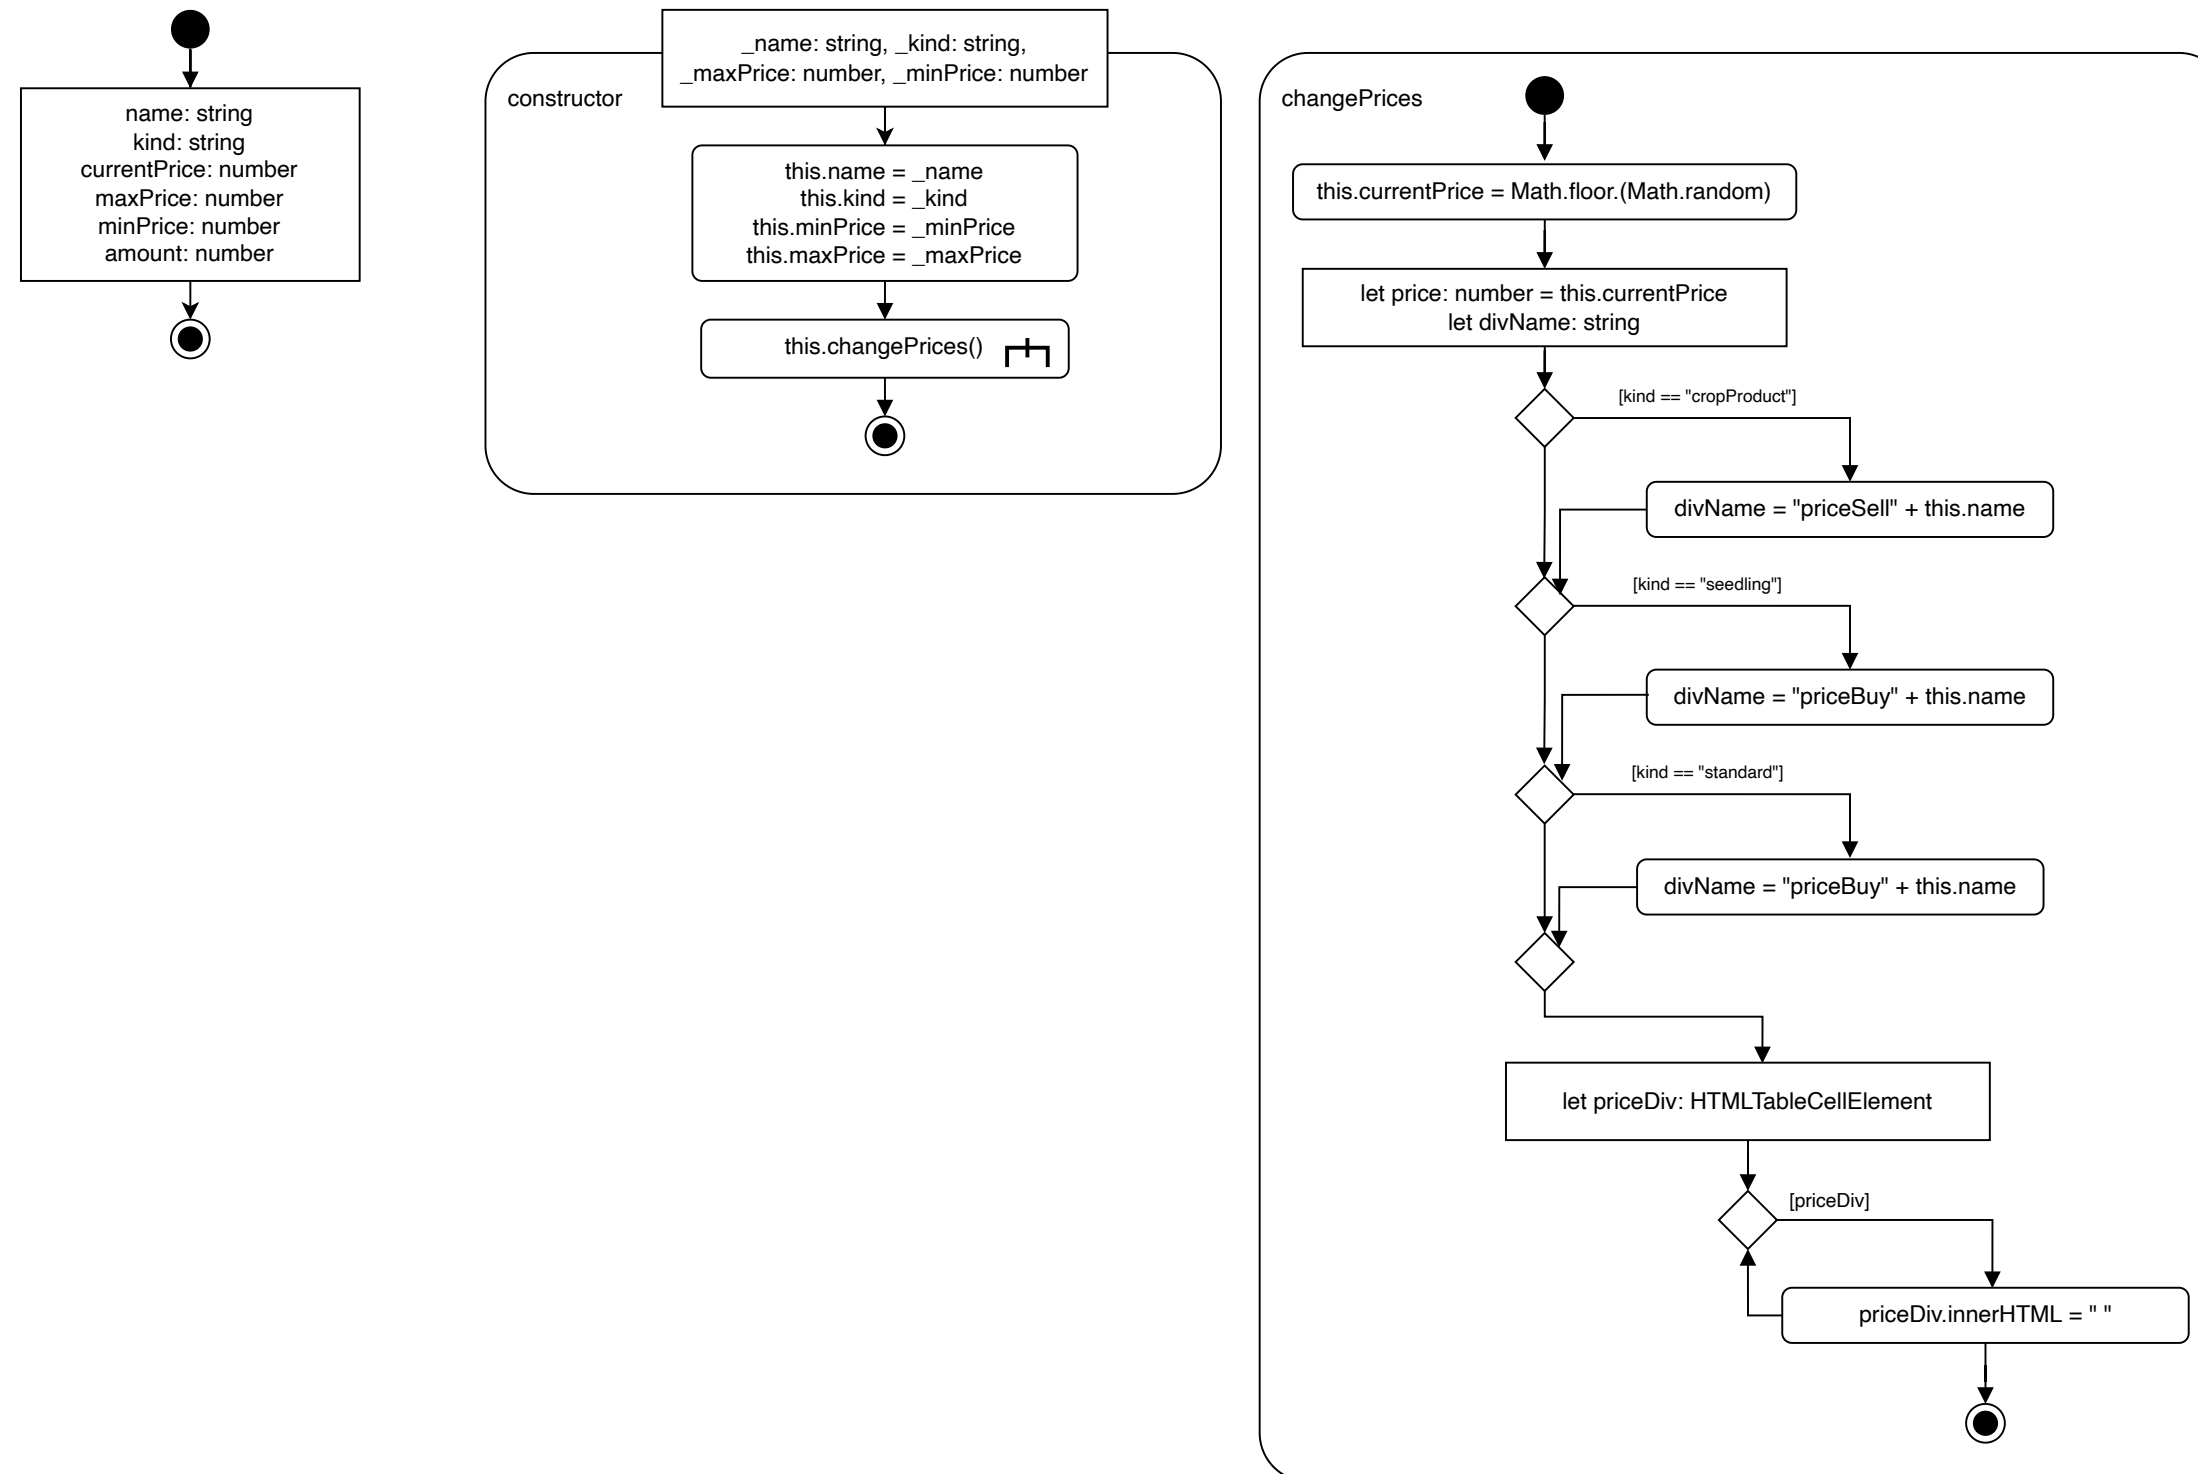 name: string
kind: string
currentPrice: number
maxPrice: number
minPrice: number
amount: number
_name: string, _kind: string,
_maxPrice: number, _minPrice: number
constructor
this.name = _name
this.kind = _kind
this.minPrice = _minPrice
this.maxPrice = _maxPrice
this.changePrices()
changePrices
this.currentPrice = Math.floor.(Math.random)
let price: number = this.currentPrice
let divName: string
[kind == "cropProduct"]
divName = "priceSell" + this.name
[kind == "seedling"]
divName = "priceBuy" + this.name
[kind == "standard"]
divName = "priceBuy" + this.name
let priceDiv: HTMLTableCellElement
[priceDiv]
priceDiv.innerHTML = " "